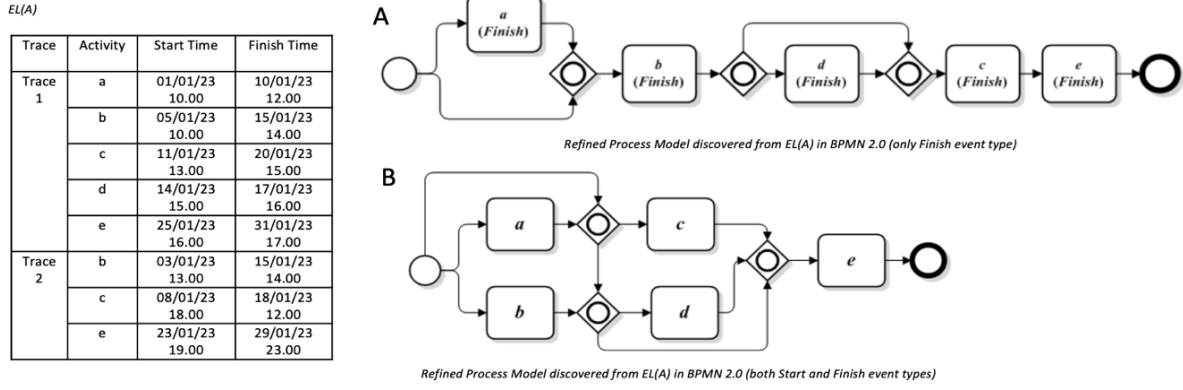 EL(A)
Trace Activity Start Time Finish Time
Trace 1 a 01/01/23 10.00 10/01/23 12.00
b 05/01/23 10.00 15/01/23 14.00
c 11/01/23 13.00 20/01/23 15.00
d 14/01/23 15.00 17/01/23 16.00
e 25/01/23 16.00 31/01/23 17.00
Trace 2 b 03/01/23 13.00 15/01/23 14.00
c 08/01/23 18.00 18/01/23 12.00
e 23/01/23 19.00 29/01/23 23.00
A
a
(Finish)
b
(Finish)
d
(Finish)
c
(Finish)
e
(Finish)
Refined Process Model discovered from EL(A) in BPMN 2.0 (only Finish event type)
B
a
c
e
b
d
Refined Process Model discovered from EL(A) in BPMN 2.0 (both Start and Finish event types)